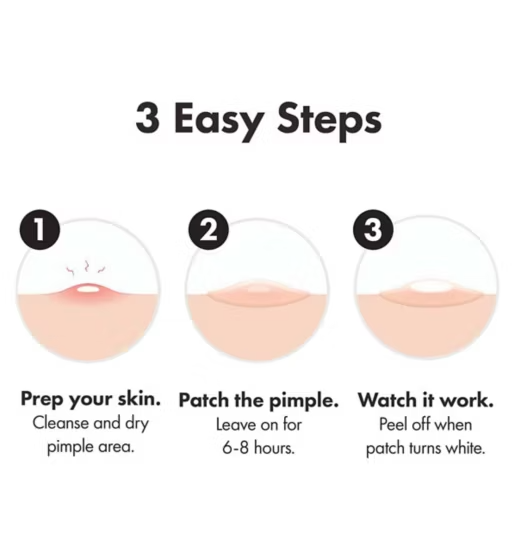 3 Easy Steps
1
2
3
Prep your skin.
Cleanse and dry
pimple area.
Patch the pimple.
Leave on for
6-8 hours.
Watch it work.
Peel off when
patch turns white.